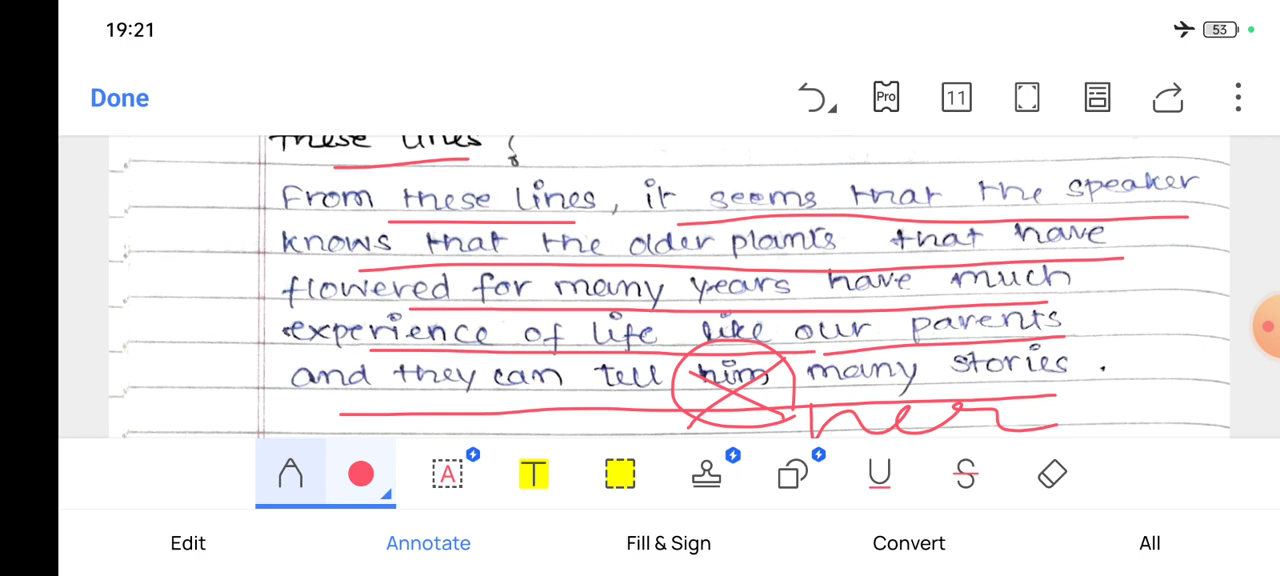 19:21
53
Done
Pro
11
These lines ?
From these lines, it seems that the speaker
knows that the older plants that have
flowered for many years have much
experience of life like our parents
and they can tell him many stories .
her
A
T
U
S
Edit
Annotate
Fill & Sign
Convert
All